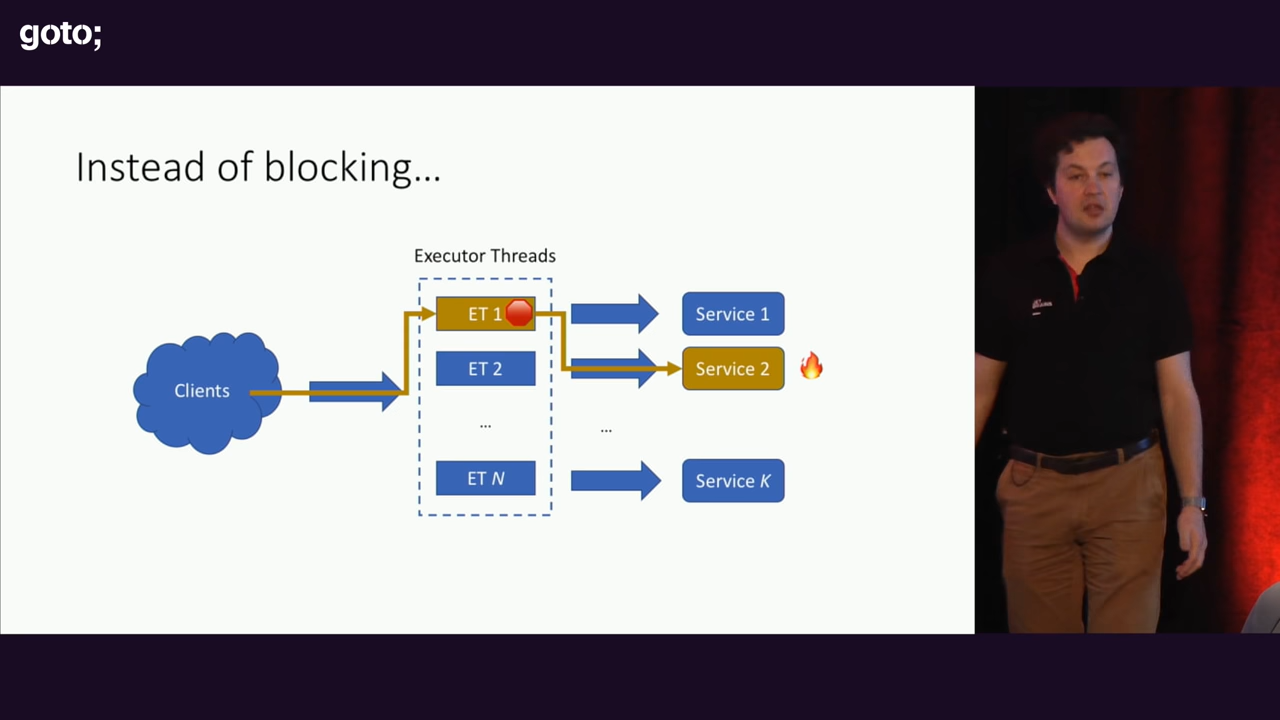 goto;
Instead of blocking...
Executor Threads
Clients
ET 1
ET 2
...
ET N
...
Service 1
Service 2
Service K